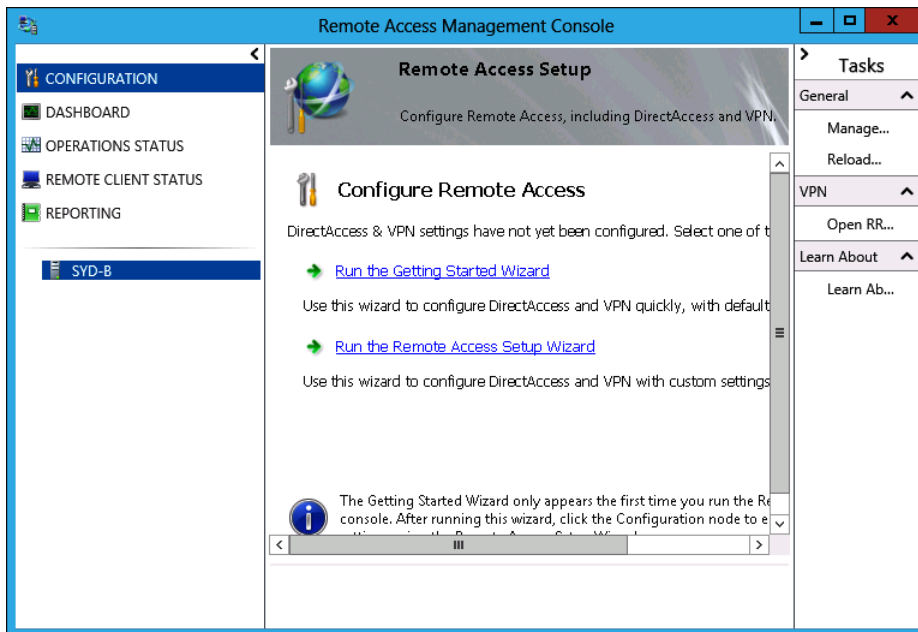 Remote Access Management Console
CONFIGURATION
DASHBOARD
OPERATIONS STATUS
REMOTE CLIENT STATUS
REPORTING
SYD-B
Remote Access Setup
Configure Remote Access, including DirectAccess and VPN.
Configure Remote Access
DirectAccess & VPN settings have not yet been configured. Select one of t
Run the Getting Started Wizard
Use this wizard to configure DirectAccess and VPN quickly, with default
Run the Remote Access Setup Wizard
Use this wizard to configure DirectAccess and VPN with custom settings
The Getting Started Wizard only appears the first time you run the Re
console. After running this wizard, click the Configuration node to e
Tasks
General
Manage...
Reload...
VPN
Open RR...
Learn About
Learn Ab...